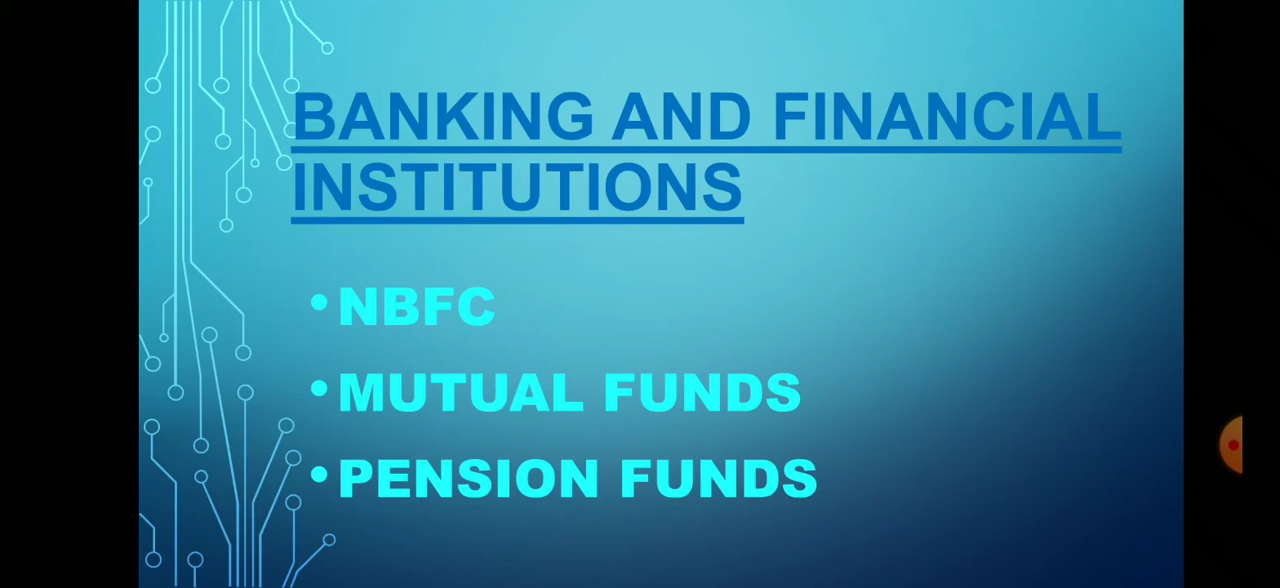 BANKING AND FINANCIAL
INSTITUTIONS
• NBFC
• MUTUAL FUNDS
• PENSION FUNDS